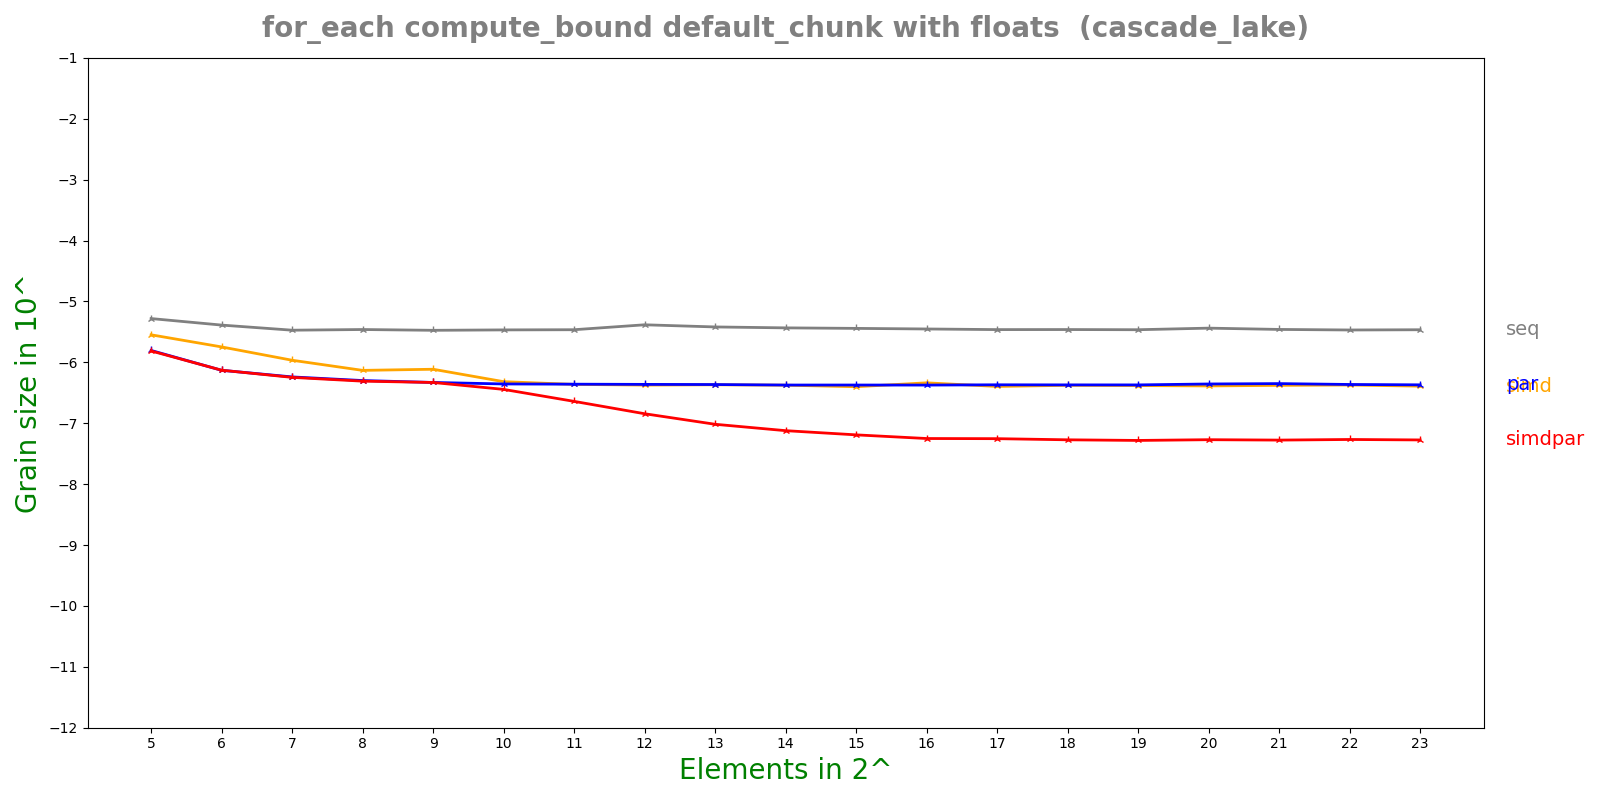 for_each compute_bound default_chunk with floats (cascade_lake)
Grain size in 10^
−1
−2
−3
−4
−5
−6
−7
−8
−9
−10
−11
−12
seq
par
simd
simdpar
5 6 7 8 9 10 11 12 13 14 15 16 17 18 19 20 21 22 23
Elements in 2^